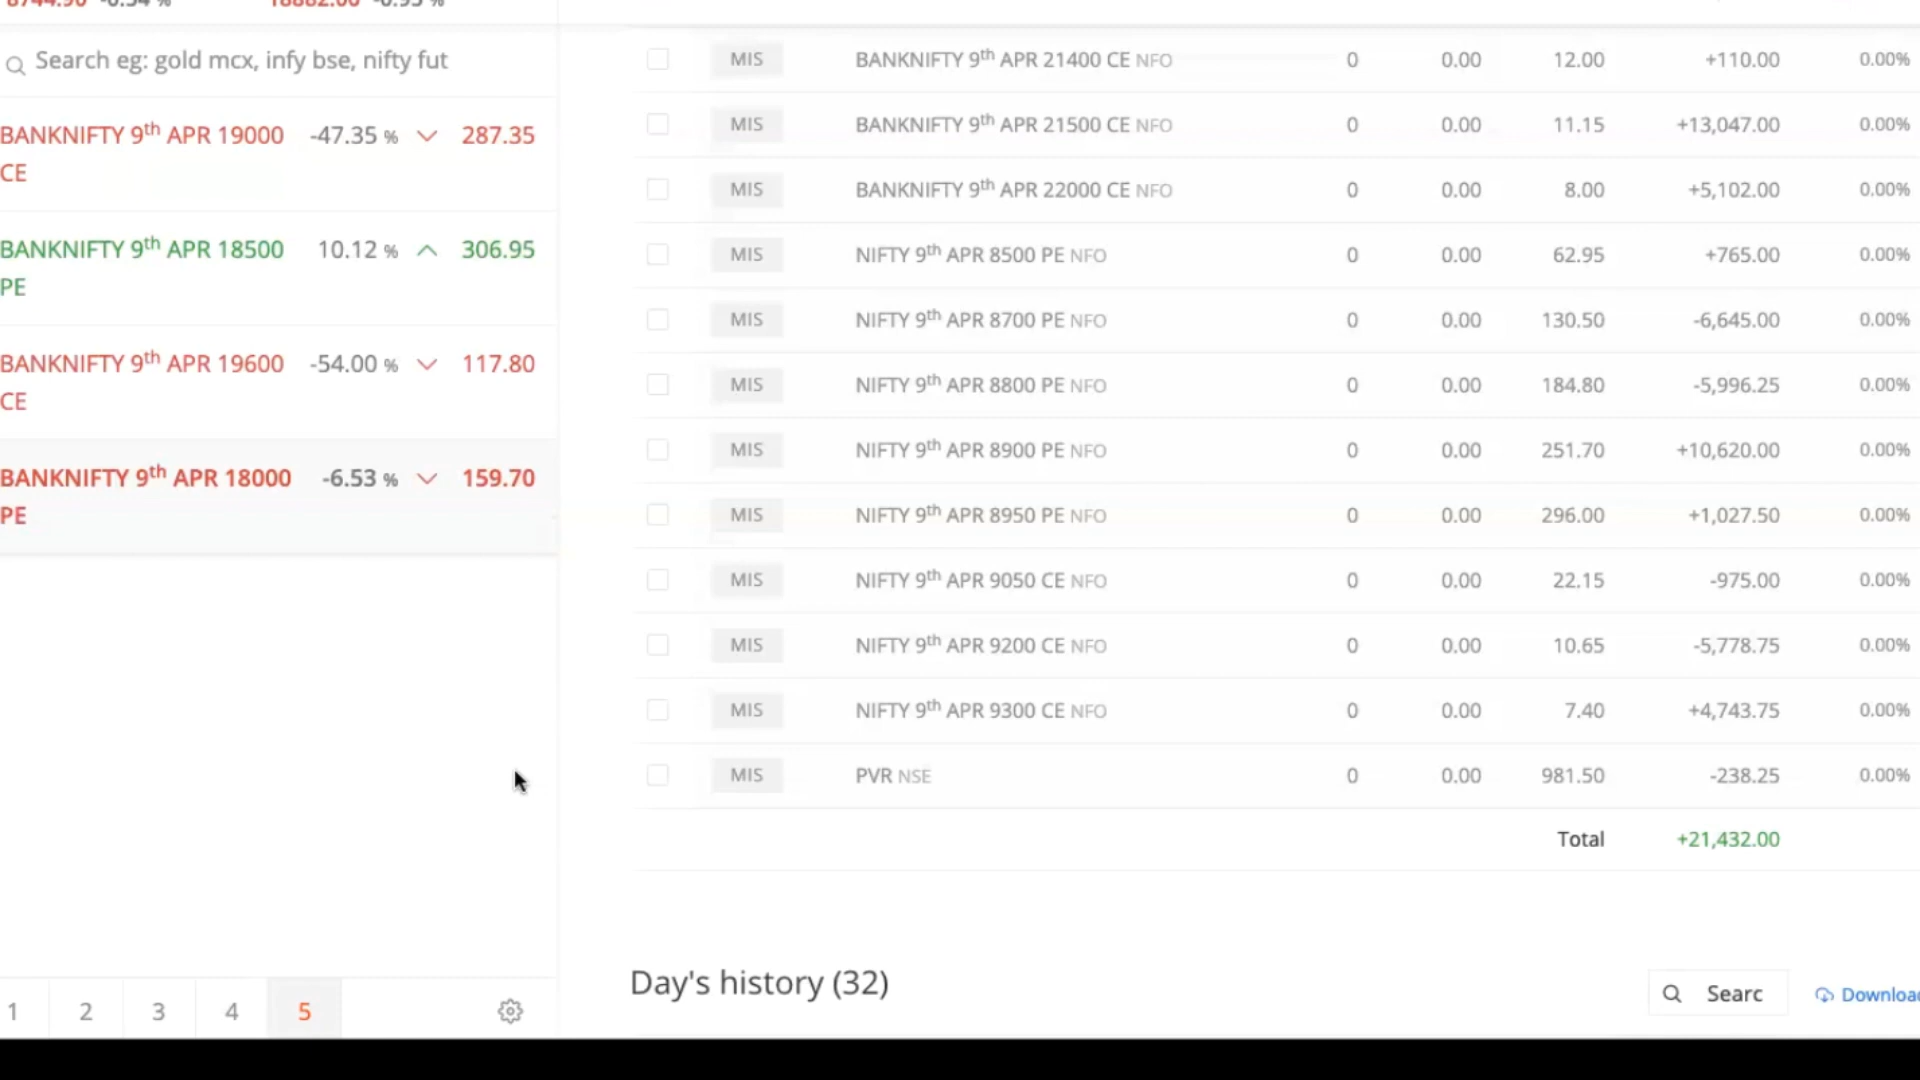 8744.90 -0.54 % 18882.00 -0.95 %
Search eg: gold mcx, infy bse, nifty fut
BANKNIFTY 9th APR 19000 -47.35 % 287.35
CE
BANKNIFTY 9th APR 18500 10.12 % 306.95
PE
BANKNIFTY 9th APR 19600 -54.00 % 117.80
CE
BANKNIFTY 9th APR 18000 -6.53 % 159.70
PE
1 2 3 4 5
MIS BANKNIFTY 9th APR 21400 CE NFO 0 0.00 12.00 +110.00 0.00%
MIS BANKNIFTY 9th APR 21500 CE NFO 0 0.00 11.15 +13,047.00 0.00%
MIS BANKNIFTY 9th APR 22000 CE NFO 0 0.00 8.00 +5,102.00 0.00%
MIS NIFTY 9th APR 8500 PE NFO 0 0.00 62.95 +765.00 0.00%
MIS NIFTY 9th APR 8700 PE NFO 0 0.00 130.50 -6,645.00 0.00%
MIS NIFTY 9th APR 8800 PE NFO 0 0.00 184.80 -5,996.25 0.00%
MIS NIFTY 9th APR 8900 PE NFO 0 0.00 251.70 +10,620.00 0.00%
MIS NIFTY 9th APR 8950 PE NFO 0 0.00 296.00 +1,027.50 0.00%
MIS NIFTY 9th APR 9050 CE NFO 0 0.00 22.15 -975.00 0.00%
MIS NIFTY 9th APR 9200 CE NFO 0 0.00 10.65 -5,778.75 0.00%
MIS NIFTY 9th APR 9300 CE NFO 0 0.00 7.40 +4,743.75 0.00%
MIS PVR NSE 0 0.00 981.50 -238.25 0.00%
Total +21,432.00
Day's history (32) Searc Downloa